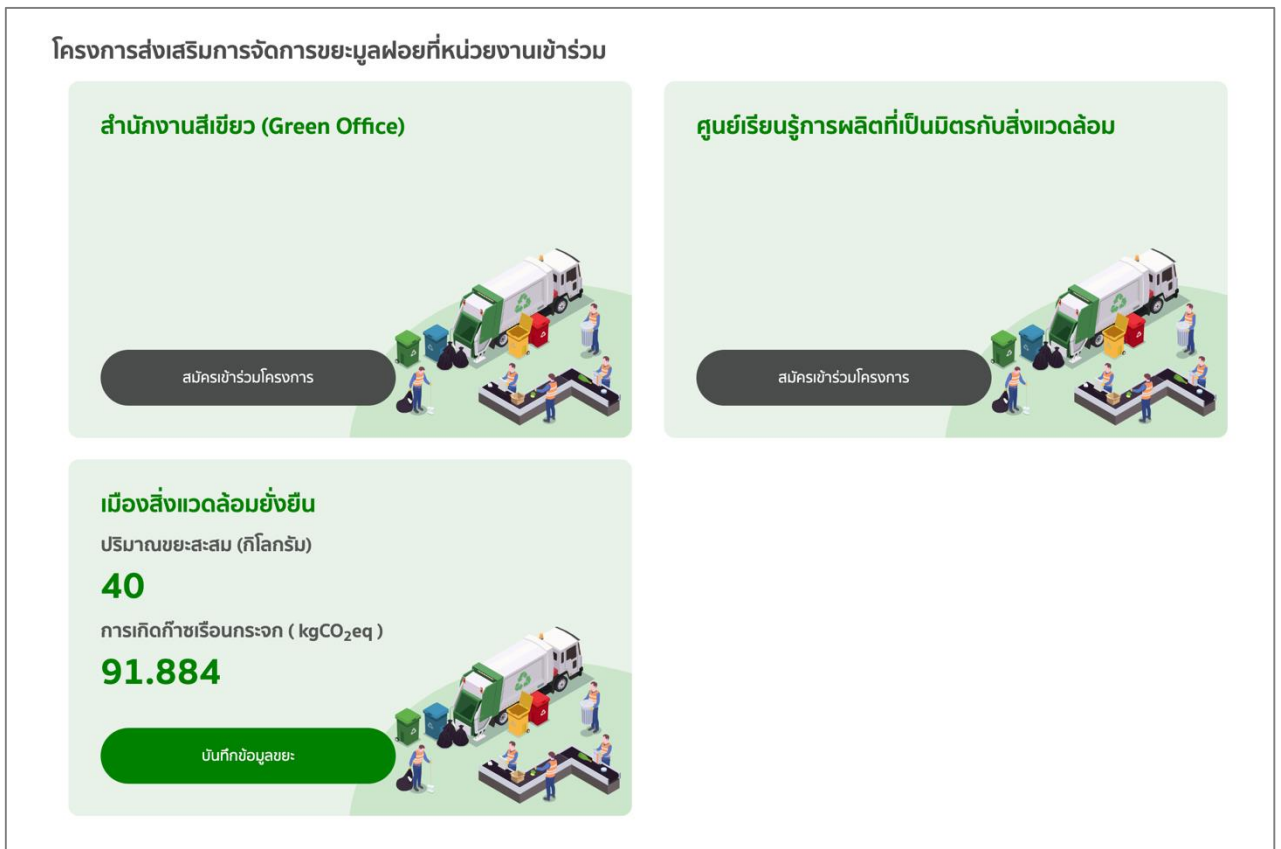 โครงการส่งเสริมการจัดการขยะมูลฝอยที่หน่วยงานเข้าร่วม
สำนักงานสีเขียว (Green Office)
สมัครเข้าร่วมโครงการ
ศูนย์เรียนรู้การผลิตที่เป็นมิตรกับสิ่งแวดล้อม
สมัครเข้าร่วมโครงการ
เมืองสิ่งแวดล้อมยั่งยืน
ปริมาณขยะสะสม (กิโลกรัม)
40
การเกิดก๊าซเรือนกระจก ( kgCO₂eq )
91.884
บันทึกข้อมูลขยะ